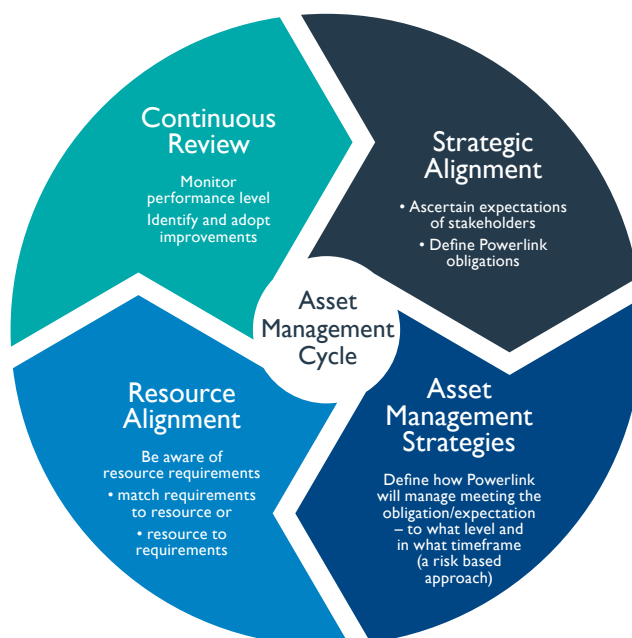 Continuous
Review
Monitor
performance level
Identify and adopt
improvements
Strategic
Alignment
• Ascertain expectations
of stakeholders
• Define Powerlink
obligations
Asset
Management
Cycle
Resource
Alignment
Be aware of
resource requirements
• match requirements
to resource or
• resource to
requirements
Asset
Management
Strategies
Define how Powerlink
will manage meeting the
obligation/expectation
– to what level and
in what timeframe
(a risk based
approach)